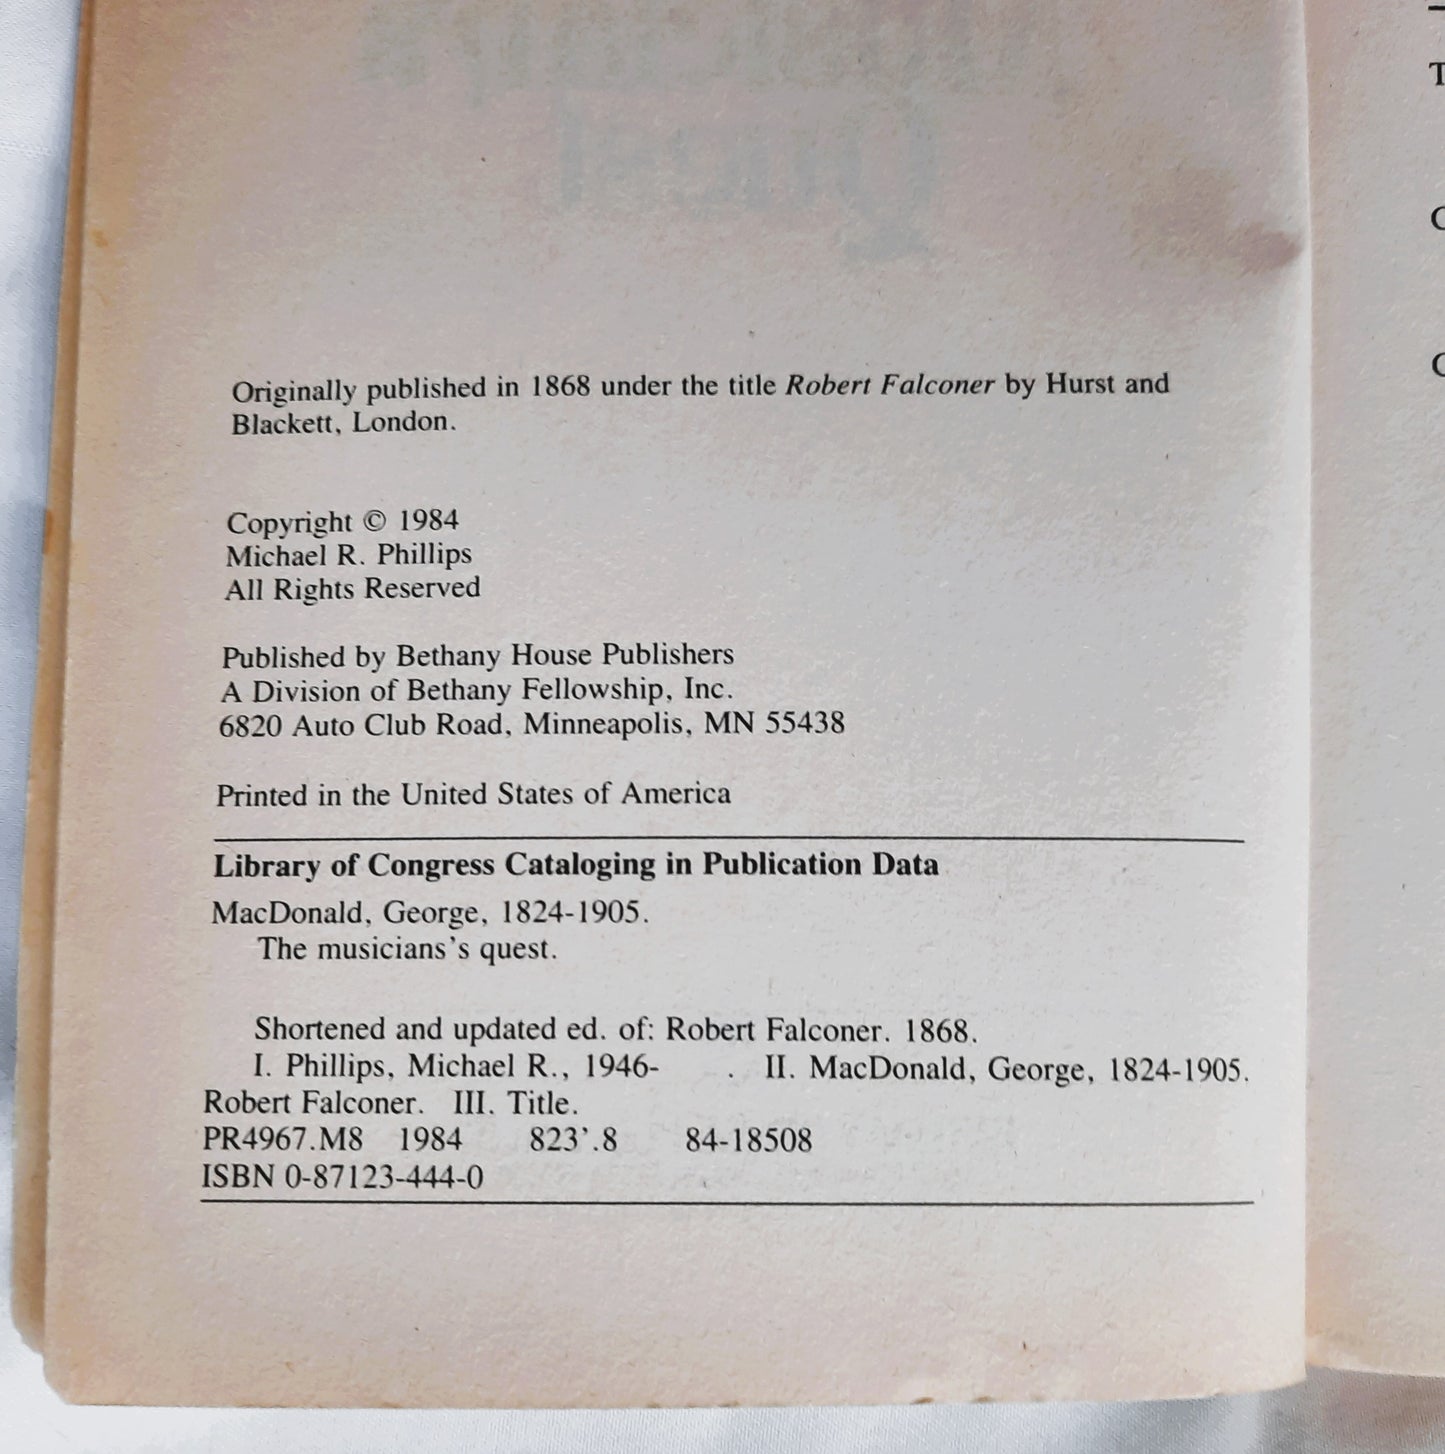 Originally published in 1868 under the title Robert Falconer by Hurst and
Blackett, London.
Copyright © 1984
Michael R. Phillips
All Rights Reserved
Published by Bethany House Publishers
A Division of Bethany Fellowship, Inc.
6820 Auto Club Road, Minneapolis, MN 55438
Printed in the United States of America
Library of Congress Cataloging in Publication Data
MacDonald, George, 1824-1905.
The musicians's quest.
Shortened and updated ed. of: Robert Falconer. 1868.
I. Phillips, Michael R., 1946- . II. MacDonald, George, 1824-1905.
Robert Falconer. III. Title.
PR4967.M8 1984 823'.8 84-18508
ISBN 0-87123-444-0